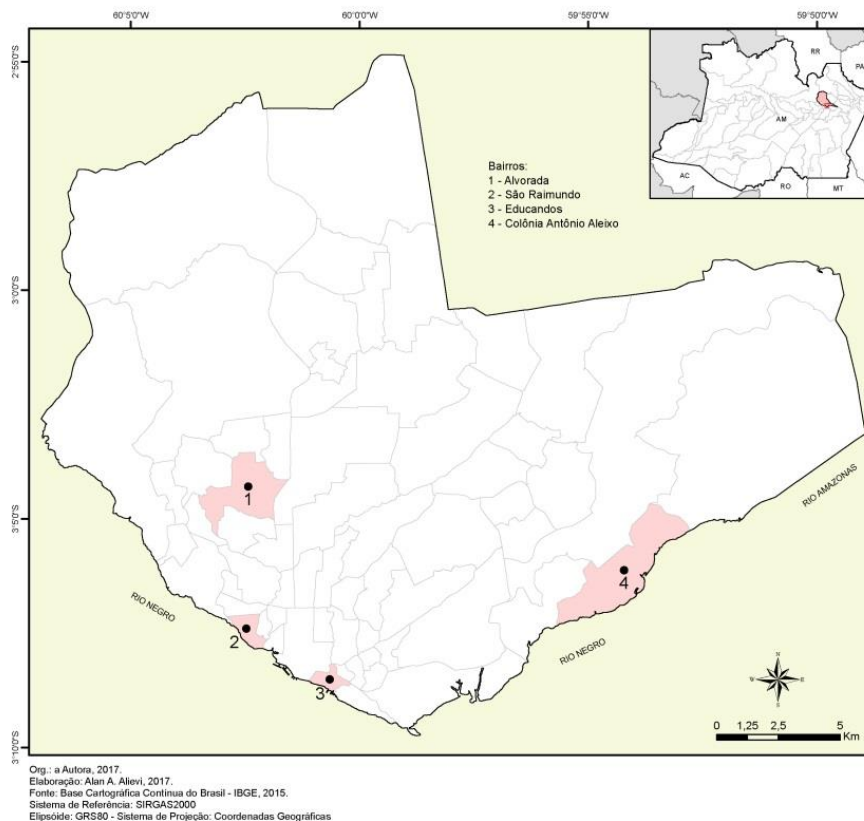 60°5'0"W
60°0'0"W
59°55'0"W
59°50'0"W
2°55'0"S
3°0'0"S
3°5'0"S
3°10'0"S
RR
PA
AM
AC
RO
MT
Bairros:
1 - Alvorada
2 - São Raimundo
3 - Educandos
4 - Colônia Antônio Aleixo
1
2
3
4
RIO AMAZONAS
RIO NEGRO
RIO NEGRO
N
W
E
S
0 1,25 2,5 5
Km
Org.: a Autora, 2017.
Elaboração: Alan A. Alievi, 2017.
Fonte: Base Cartográfica Contínua do Brasil - IBGE, 2015.
Sistema de Referência: SIRGAS2000
Elipsóide: GRS80 - Sistema de Projeção: Coordenadas Geográficas